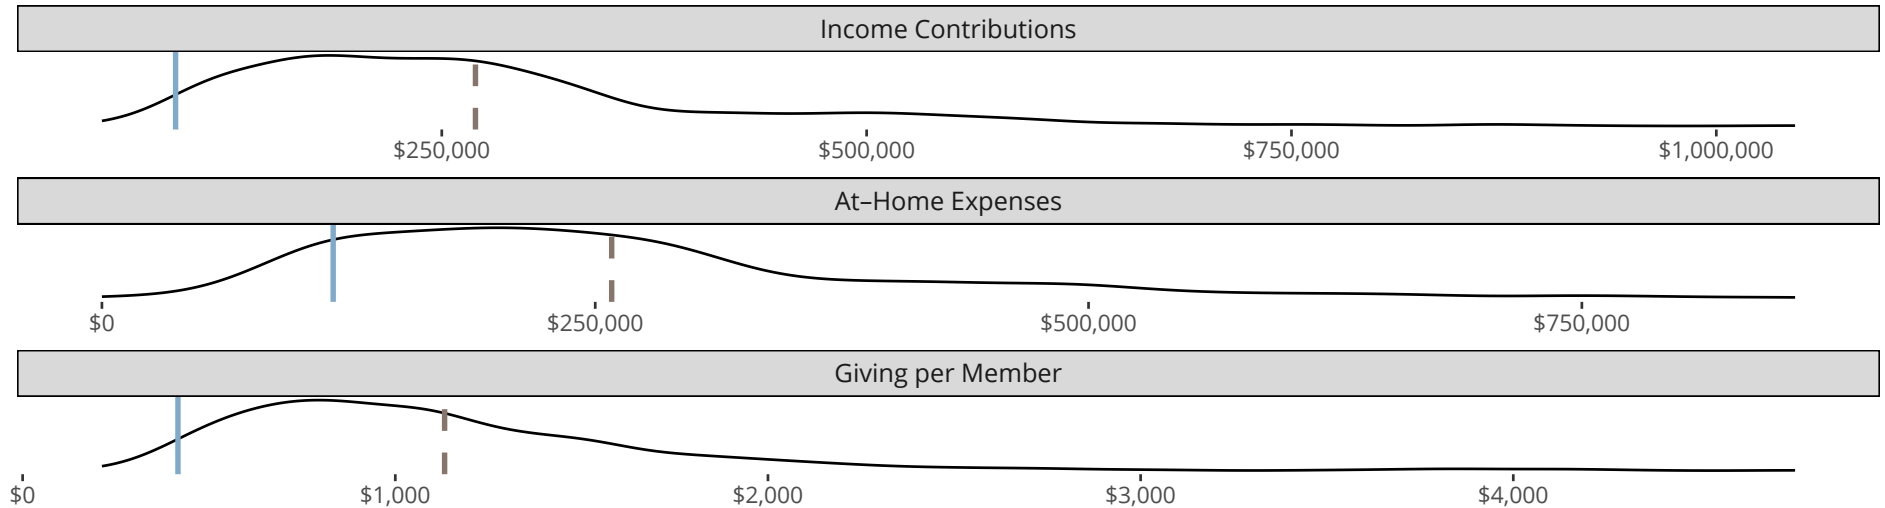 Income Contributions
$250,000 $500,000 $750,000 $1,000,000
At–Home Expenses
$0 $250,000 $500,000 $750,000
Giving per Member
$0 $1,000 $2,000 $3,000 $4,000